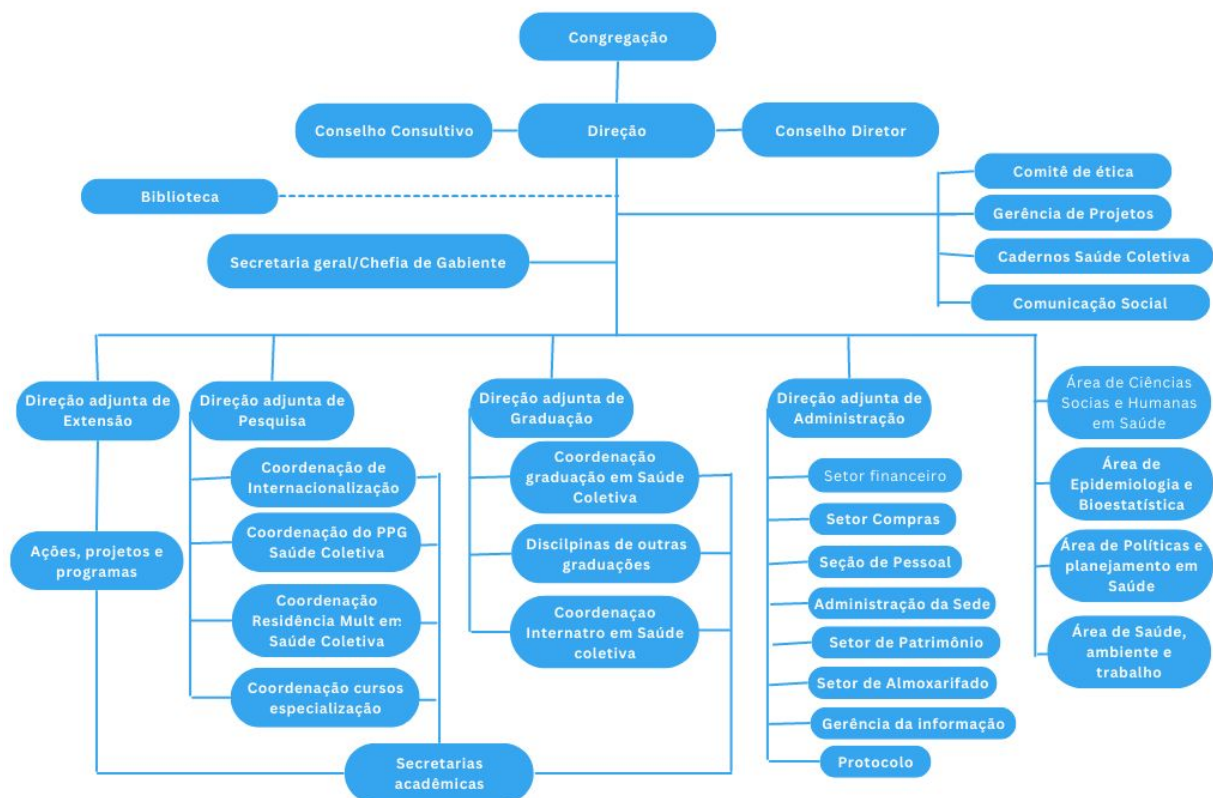 Congregação
Conselho Consultivo
Direção
Conselho Diretor
Biblioteca
Comitê de ética
Gerência de Projetos
Secretaria geral/Chefia de Gabiente
Cadernos Saúde Coletiva
Comunicação Social
Direção adjunta de
Extensão
Direção adjunta de
Pesquisa
Direção adjunta de
Graduação
Direção adjunta de
Administração
Área de Ciências
Socias e Humanas
em Saúde
Coordenação de
Internacionalização
Coordenação
graduação em Saúde
Coletiva
Setor financeiro
Área de
Epidemiologia e
Bioestatística
Setor Compras
Ações, projetos e
programas
Coordenação do PPG
Saúde Coletiva
Discilpinas de outras
graduações
Seção de Pessoal
Área de Políticas e
planejamento em
Saúde
Coordenação
Residência Mult em
Saúde Coletiva
Coordenaçao
Internatro em Saúde
coletiva
Administração da Sede
Setor de Patrimônio
Área de Saúde,
ambiente e
trabalho
Coordenação cursos
especialização
Setor de Almoxarifado
Gerência da informação
Protocolo
Secretarias
acadêmicas